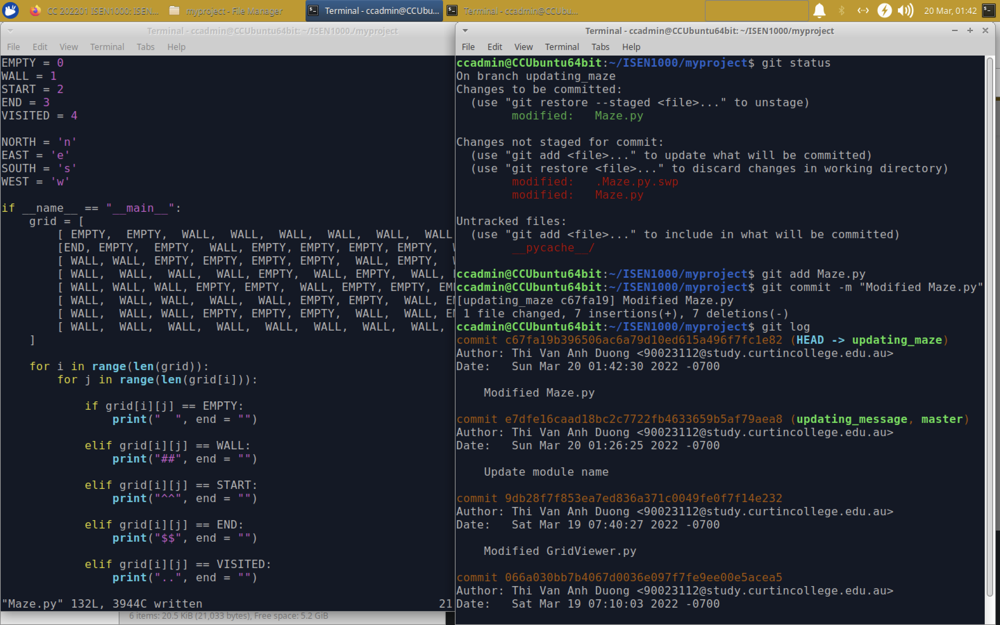 CC 202201 ISEN1000: ISEN...
myproject - File Manager
Terminal - ccadmin@CCUbu...
Terminal - ccadmin@CCUbu...
20 Mar, 01:42
Terminal - ccadmin@CCUbuntu64bit: ~/ISEN1000./myproject
File Edit View Terminal Tabs Help
EMPTY = 0
WALL = 1
START = 2
END = 3
VISITED = 4
NORTH = 'n'
EAST = 'e'
SOUTH = 's'
WEST = 'w'
if __name__ == "__main__":
    grid = [
        [ EMPTY,  EMPTY,  WALL,  WALL,  WALL,  WALL,  WALL,  WALL
        [END, EMPTY,  EMPTY,  WALL, EMPTY, EMPTY, EMPTY, EMPTY,
        [ WALL, WALL, EMPTY, EMPTY, EMPTY, EMPTY,  WALL, EMPTY,
        [ WALL,  WALL,  WALL,  WALL, EMPTY,  WALL, EMPTY,  WALL,
        [ WALL, WALL, WALL, EMPTY, EMPTY,  WALL, EMPTY, EMPTY, EM
        [ WALL,  WALL,  WALL,  WALL,  WALL, EMPTY, EMPTY,  WALL, E
        [ WALL,  WALL,  WALL, EMPTY, EMPTY, EMPTY,  WALL,  WALL, E
        [ WALL,  WALL,  WALL,  WALL,  WALL,  WALL,  WALL,  WALL,
    ]
    for i in range(len(grid)):
        for j in range(len(grid[i])):
            if grid[i][j] == EMPTY:
                print("  ", end = "")
            elif grid[i][j] == WALL:
                print("##", end = "")
            elif grid[i][j] == START:
                print("^^", end = "")
            elif grid[i][j] == END:
                print("$$", end = "")
            elif grid[i][j] == VISITED:
                print("..", end = "")
"Maze.py" 132L, 3944C written 21
6 items: 20.5 KiB (21,033 bytes), Free space: 5.2 GiB
Terminal - ccadmin@CCUbuntu64bit: ~/ISEN1000/myproject
File Edit View Terminal Tabs Help
ccadmin@CCUbuntu64bit:~/ISEN1000/myproject$ git status
On branch updating_maze
Changes to be committed:
  (use "git restore --staged <file>..." to unstage)
        modified:   Maze.py
Changes not staged for commit:
  (use "git add <file>..." to update what will be committed)
  (use "git restore <file>..." to discard changes in working directory)
        modified:   .Maze.py.swp
        modified:   Maze.py
Untracked files:
  (use "git add <file>..." to include in what will be committed)
        __pycache__/
ccadmin@CCUbuntu64bit:~/ISEN1000/myproject$ git add Maze.py
ccadmin@CCUbuntu64bit:~/ISEN1000/myproject$ git commit -m "Modified Maze.py"
[updating_maze c67fa19] Modified Maze.py
 1 file changed, 7 insertions(+), 7 deletions(-)
ccadmin@CCUbuntu64bit:~/ISEN1000/myproject$ git log
commit c67fa19b396506ac6a79d10ed615a496f7fc1e82 (HEAD -> updating_maze)
Author: Thi Van Anh Duong <90023112@study.curtincollege.edu.au>
Date:   Sun Mar 20 01:42:30 2022 -0700
    Modified Maze.py
commit e7dfe16caad18bc2c7722fb4633659b5af79aea8 (updating_message, master)
Author: Thi Van Anh Duong <90023112@study.curtincollege.edu.au>
Date:   Sun Mar 20 01:26:25 2022 -0700
    Update module name
commit 9db28f7f853ea7ed836a371c0049fe0f7f14e232
Author: Thi Van Anh Duong <90023112@study.curtincollege.edu.au>
Date:   Sat Mar 19 07:40:27 2022 -0700
    Modified GridViewer.py
commit 066a030bb7b4067d0036e097f7fe9ee00e5acea5
Author: Thi Van Anh Duong <90023112@study.curtincollege.edu.au>
Date:   Sat Mar 19 07:10:03 2022 -0700